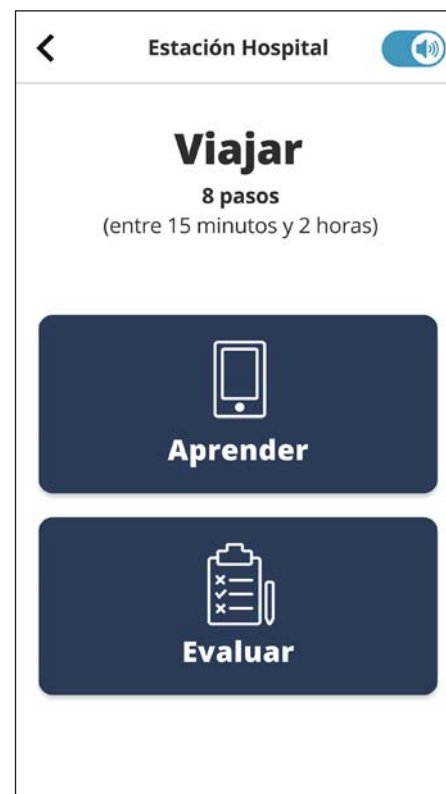 Estación Hospital
Viajar
8 pasos
(entre 15 minutos y 2 horas)
Aprender
Evaluar